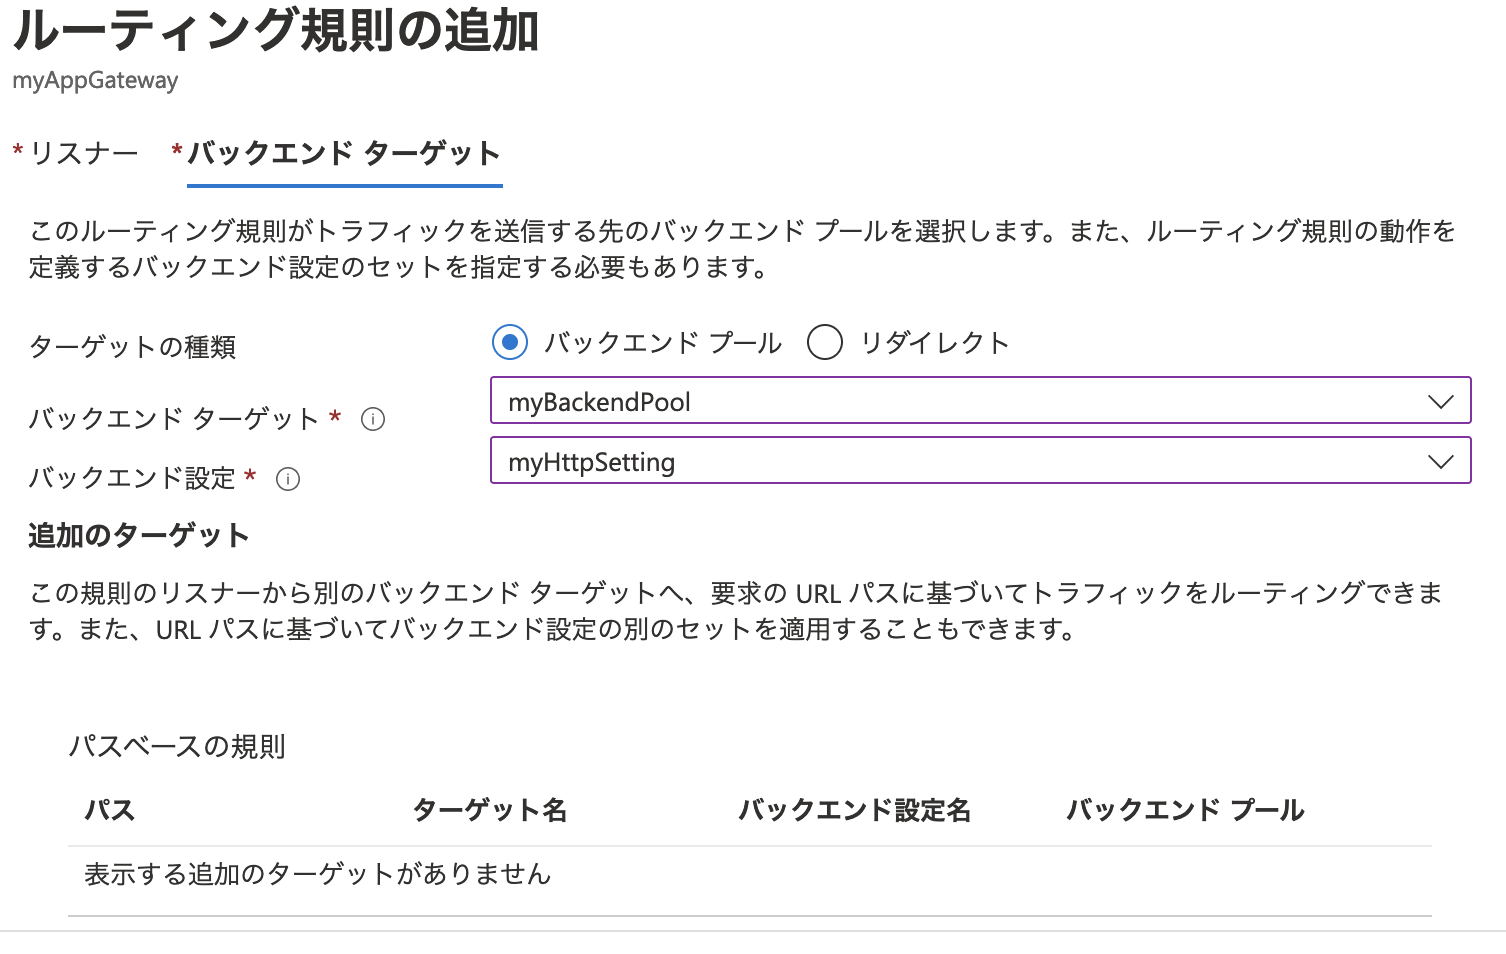 ルーティング規則の追加
myAppGateway
* リスナー *バックエンド ターゲット
このルーティング規則がトラフィックを送信する先のバックエンド プールを選択します。また、ルーティング規則の動作を
定義するバックエンド設定のセットを指定する必要もあります。
ターゲットの種類 バックエンド プール リダイレクト
バックエンド ターゲット * myBackendPool
バックエンド設定 * myHttpSetting
追加のターゲット
この規則のリスナーから別のバックエンド ターゲットへ、要求の URL パスに基づいてトラフィックをルーティングできま
す。また、URL パスに基づいてバックエンド設定の別のセットを適用することもできます。
パスベースの規則
パス ターゲット名 バックエンド設定名 バックエンド プール
表示する追加のターゲットがありません